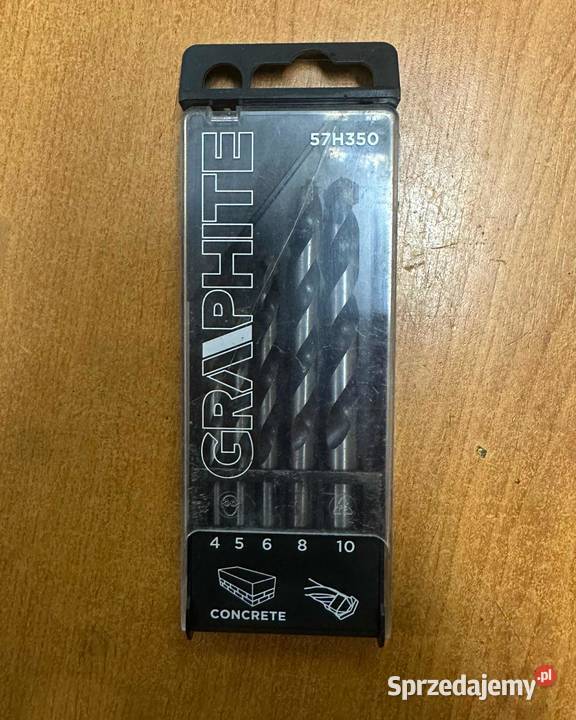 57H350
GRAPHITE
4 5 6 8 10
CONCRETE
Sprzedajemy.pl